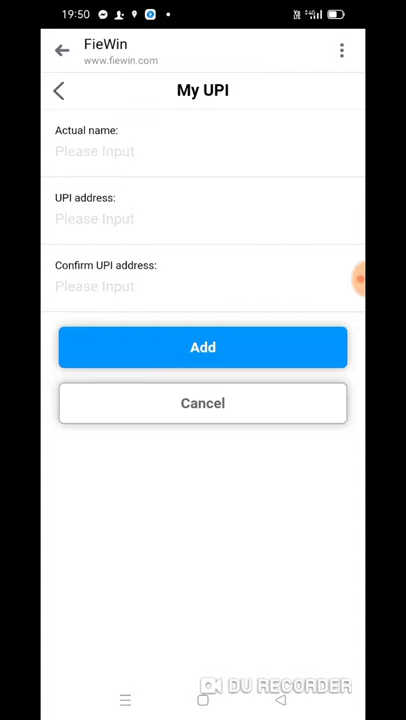 19:50
FieWin
www.fiewin.com
My UPI
Actual name:
Please Input
UPI address:
Please Input
Confirm UPI address:
Please Input
Add
Cancel
DU RECORDER